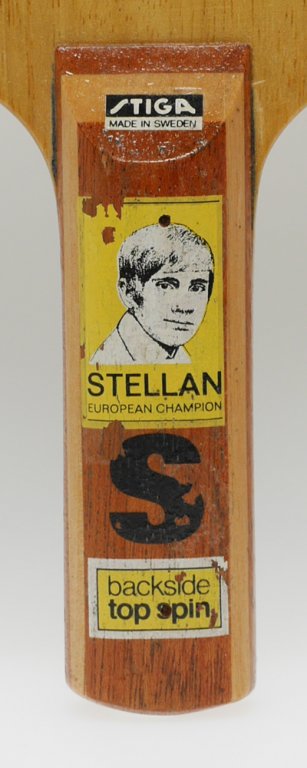 STIGA
MADE IN SWEDEN
STELLAN
EUROPEAN CHAMPION
S
backside
top spin